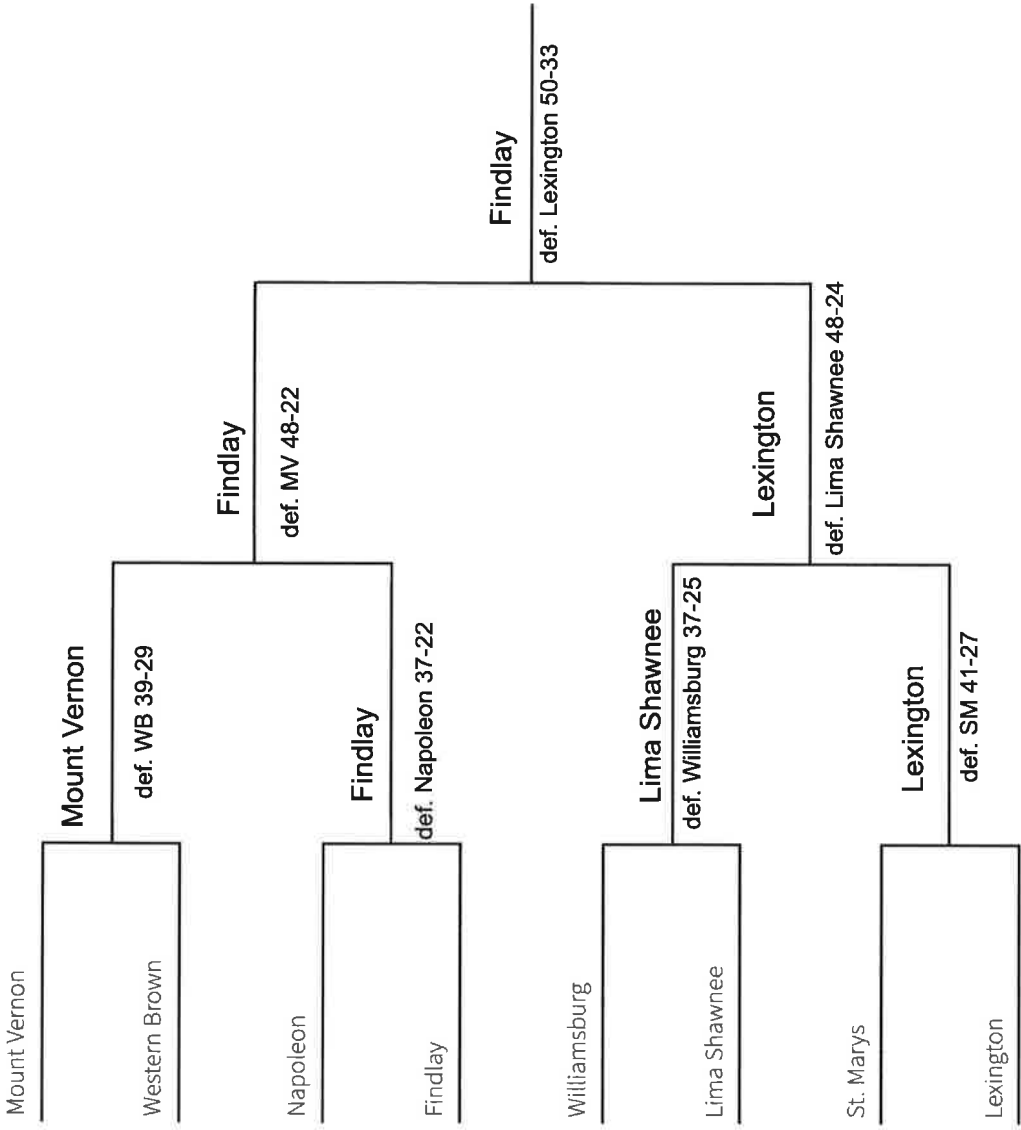 Mount Vernon
Western Brown
Napoleon
Findlay
Williamsburg
Lima Shawnee
St. Marys
Lexington
Mount Vernon
def. WB 39-29
Findlay
def. Napoleon 37-22
Lima Shawnee
def. Williamsburg 37-25
Lexington
def. SM 41-27
Findlay
def. MV 48-22
Lexington
def. Lima Shawnee 48-24
Findlay
def. Lexington 50-33